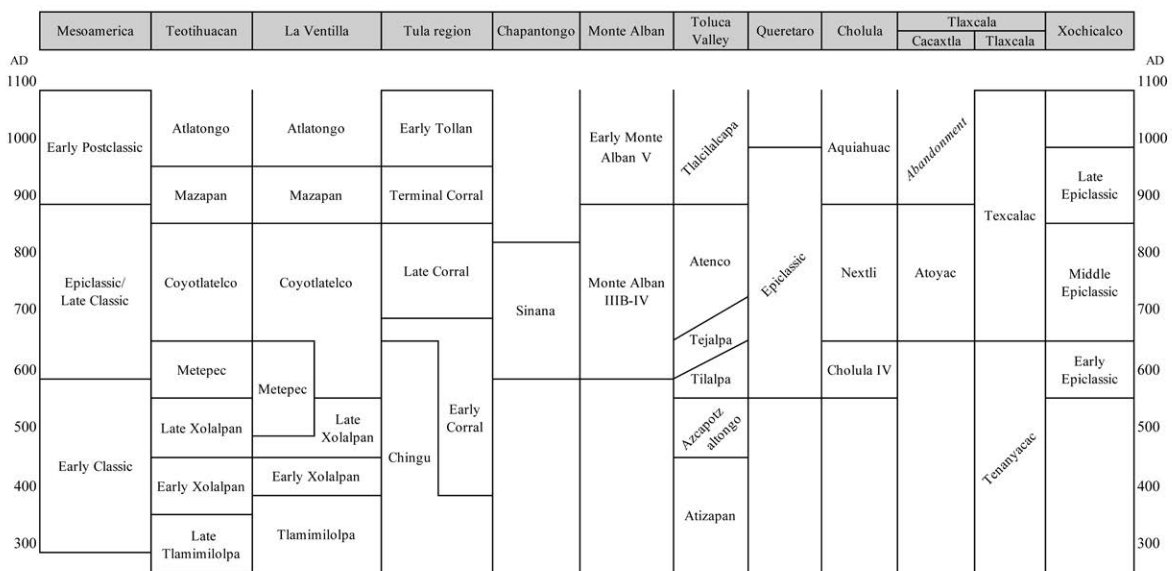 Mesoamerica
Teotihuacan
La Ventilla
Tula region
Chapantongo
Monte Alban
Toluca
Valley
Queretaro
Cholula
Tlaxcala
Cacaxtla
Tlaxcala
Xochicalco
AD
1100
1000
900
800
700
600
500
400
300
Early Postclassic
Epiclassic/
Late Classic
Early Classic
Atlatongo
Mazapan
Coyotlatelco
Metepec
Late Xolalpan
Early Xolalpan
Late
Tlamimilolpa
Atlatongo
Mazapan
Coyotlatelco
Metepec
Late
Xolalpan
Early Xolalpan
Tlamimilolpa
Early Tollan
Terminal Corral
Late Corral
Chingu
Early
Corral
Sinana
Early Monte
Alban V
Monte Alban
IIIB-IV
Tlalcilalcapa
Atenco
Tejalpa
Tilalpa
Azcapotz
altongo
Atizapan
Epiclassic
Aquiahuac
Nextli
Cholula IV
Abandonment
Atoyac
Texcalac
Tenanyacac
Late
Epiclassic
Middle
Epiclassic
Early
Epiclassic
AD
1100
1000
900
800
700
600
500
400
300